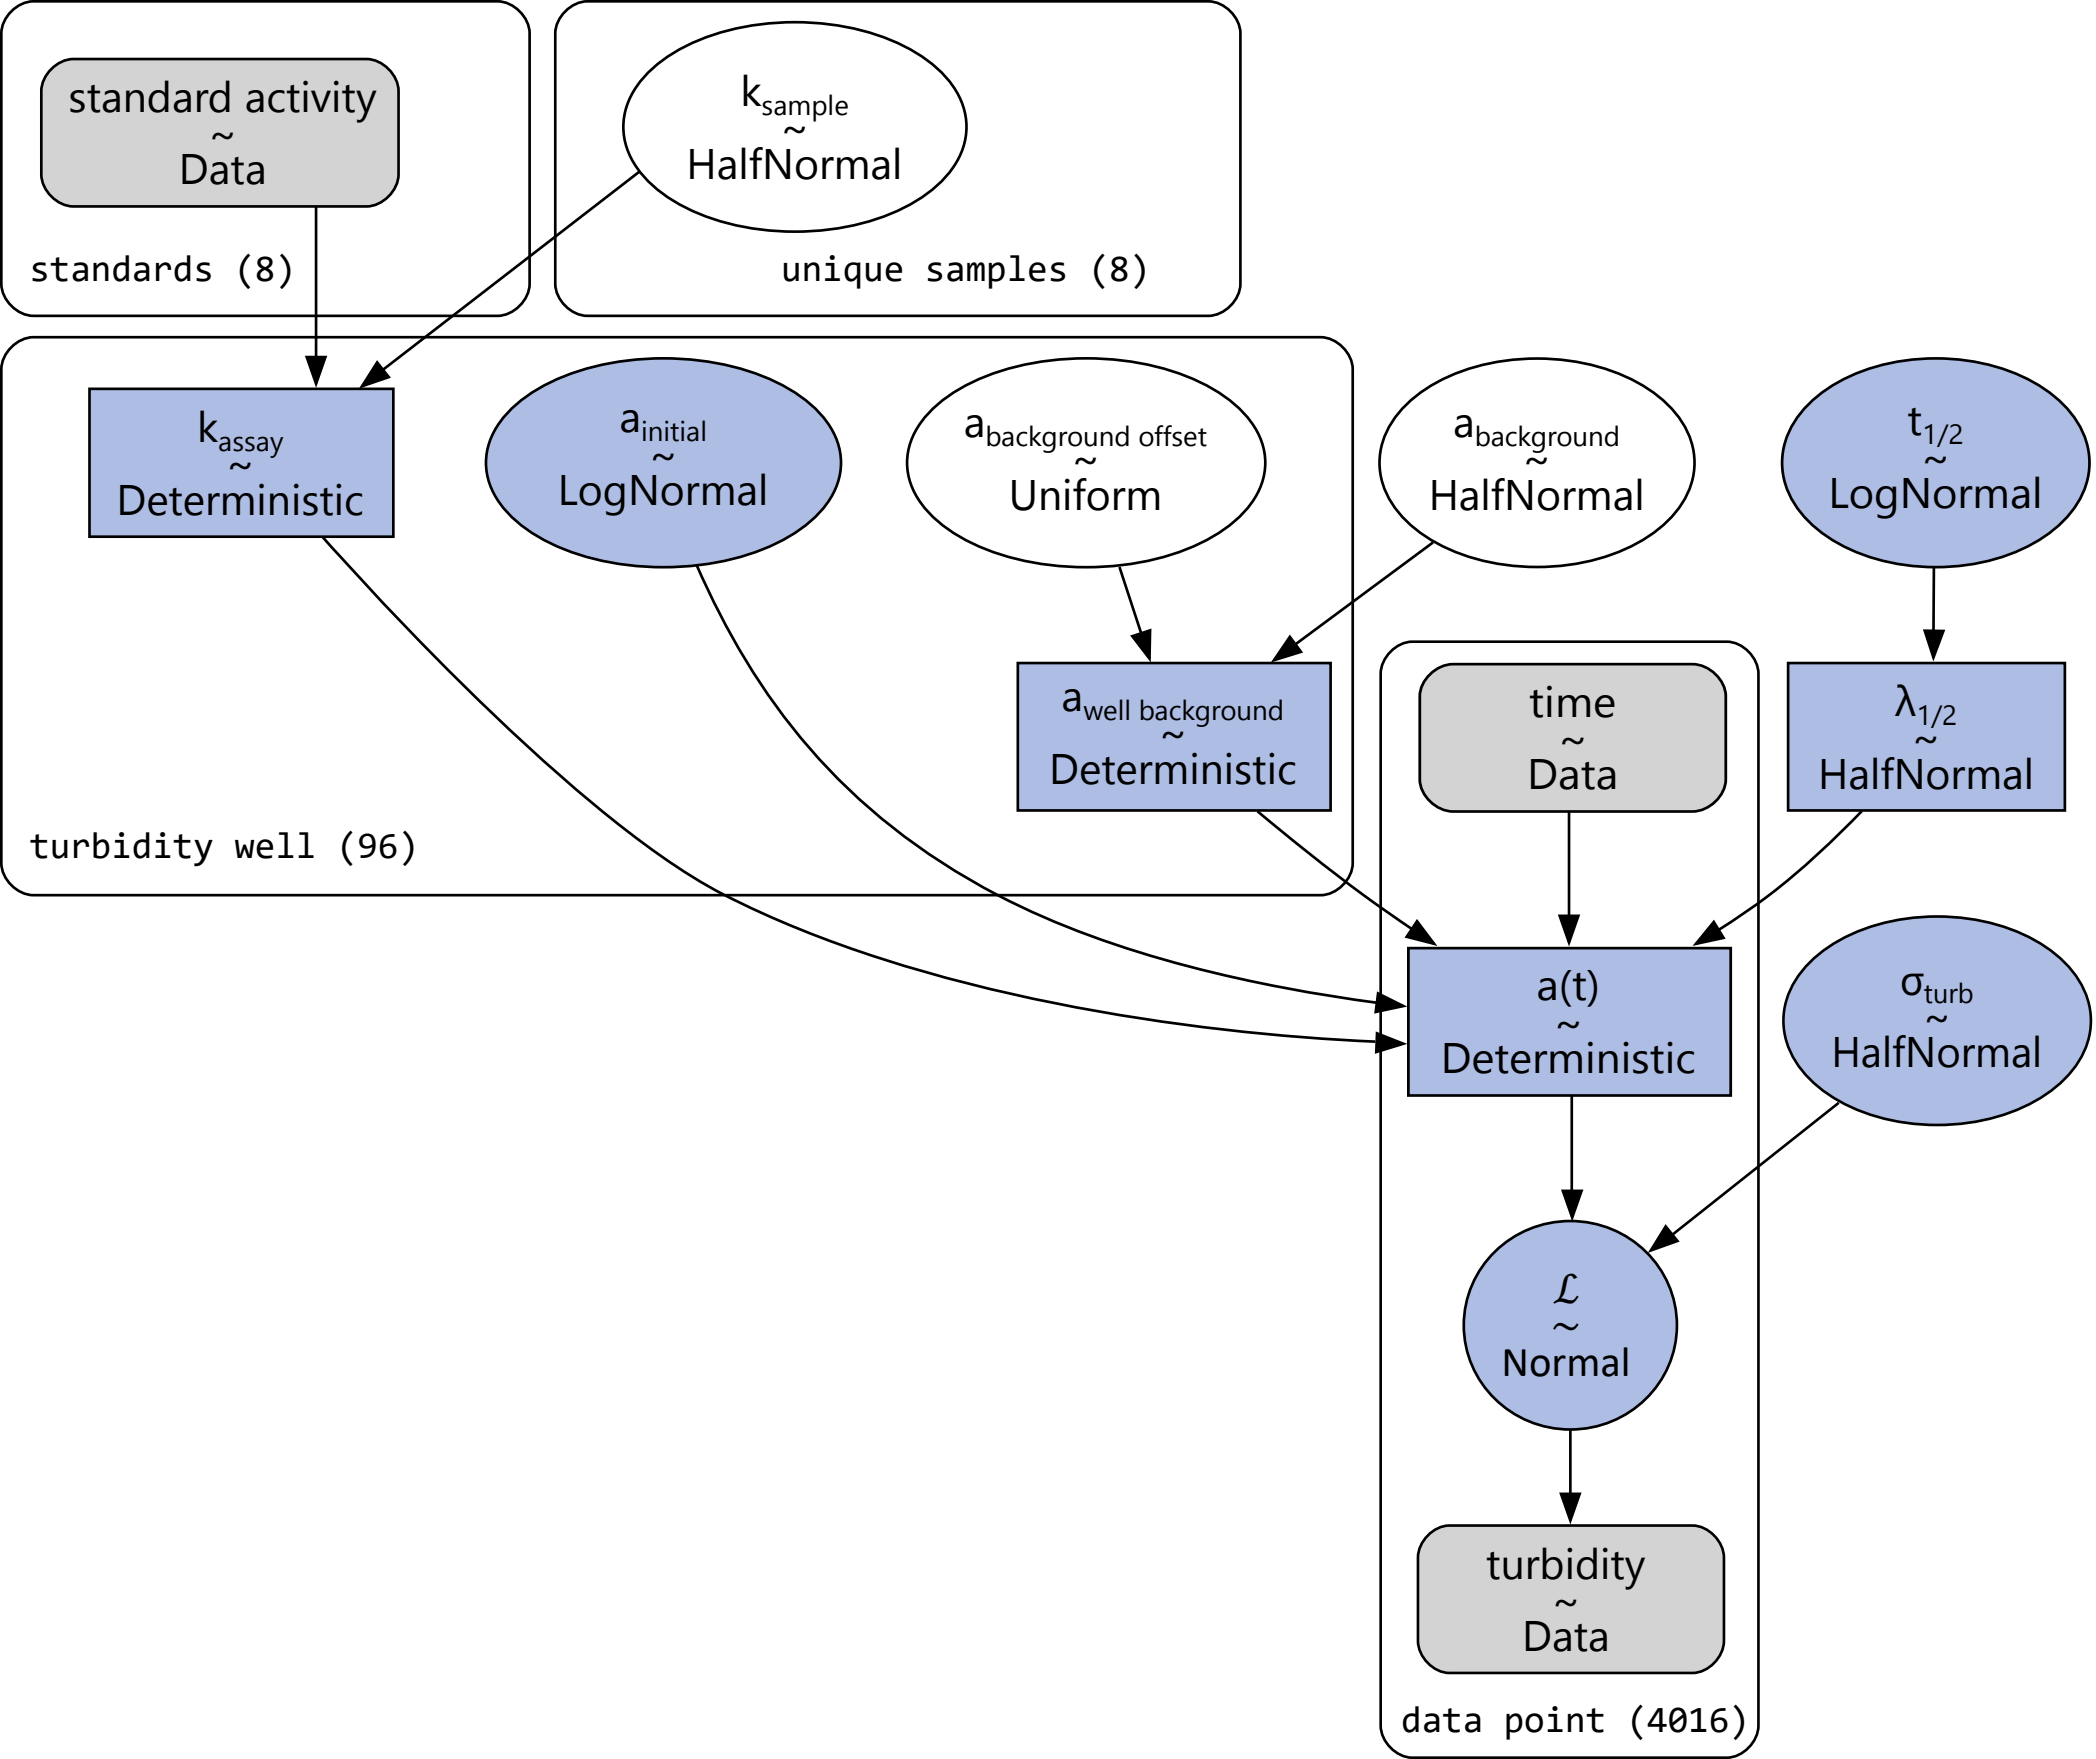 standard activity
~
Data
standards (8)
k_sample
~
HalfNormal
unique samples (8)
k_assay
~
Deterministic
a_initial
~
LogNormal
a_background offset
~
Uniform
a_well background
~
Deterministic
turbidity well (96)
a_background
~
HalfNormal
t_1/2
~
LogNormal
λ_1/2
~
HalfNormal
time
~
Data
a(t)
~
Deterministic
σ_turb
~
HalfNormal
ℒ
~
Normal
turbidity
~
Data
data point (4016)